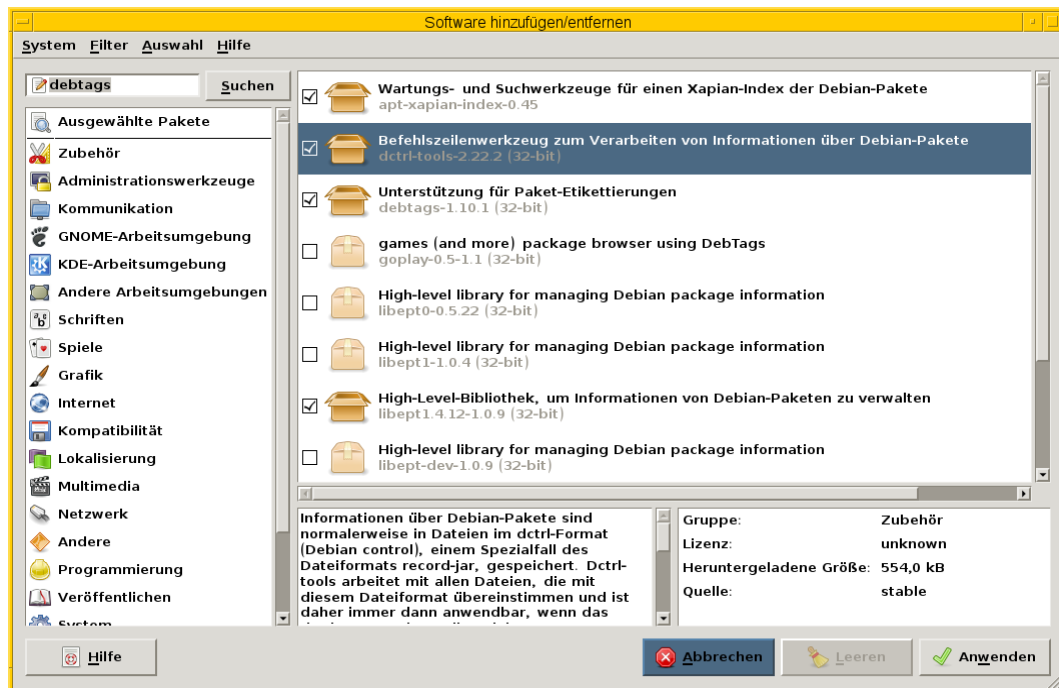 Software hinzufügen/entfernen
System Filter Auswahl Hilfe
debtags
Suchen
Ausgewählte Pakete
Zubehör
Administrationswerkzeuge
Kommunikation
GNOME-Arbeitsumgebung
KDE-Arbeitsumgebung
Andere Arbeitsumgebungen
Schriften
Spiele
Grafik
Internet
Kompatibilität
Lokalisierung
Multimedia
Netzwerk
Andere
Programmierung
Veröffentlichen
System
Wartungs- und Suchwerkzeuge für einen Xapian-Index der Debian-Pakete
apt-xapian-index-0.45
Befehlszeilenwerkzeug zum Verarbeiten von Informationen über Debian-Pakete
dctrl-tools-2.22.2 (32-bit)
Unterstützung für Paket-Etikettierungen
debtags-1.10.1 (32-bit)
games (and more) package browser using DebTags
goplay-0.5-1.1 (32-bit)
High-level library for managing Debian package information
libept0-0.5.22 (32-bit)
High-level library for managing Debian package information
libept1-1.0.4 (32-bit)
High-Level-Bibliothek, um Informationen von Debian-Paketen zu verwalten
libept1.4.12-1.0.9 (32-bit)
High-level library for managing Debian package information
libept-dev-1.0.9 (32-bit)
Informationen über Debian-Pakete sind
normalerweise in Dateien im dctrl-Format
(Debian control), einem Spezialfall des
Dateiformats record-jar, gespeichert. Dctrl-
tools arbeitet mit allen Dateien, die mit
diesem Dateiformat übereinstimmen und ist
daher immer dann anwendbar, wenn das
Gruppe: Zubehör
Lizenz: unknown
Heruntergeladene Größe: 554,0 kB
Quelle: stable
Hilfe
Abbrechen
Leeren
Anwenden